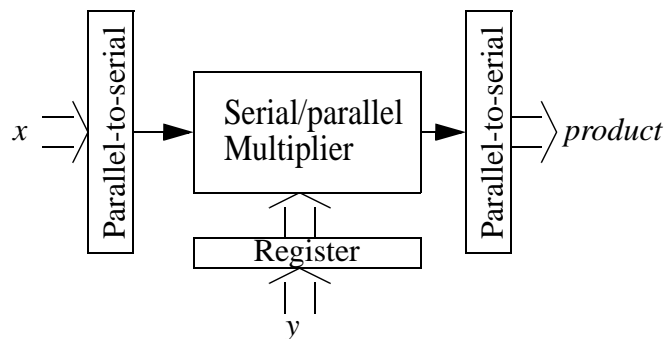 x
Parallel-to-serial
Serial/parallel
Multiplier
Parallel-to-serial
product
Register
y